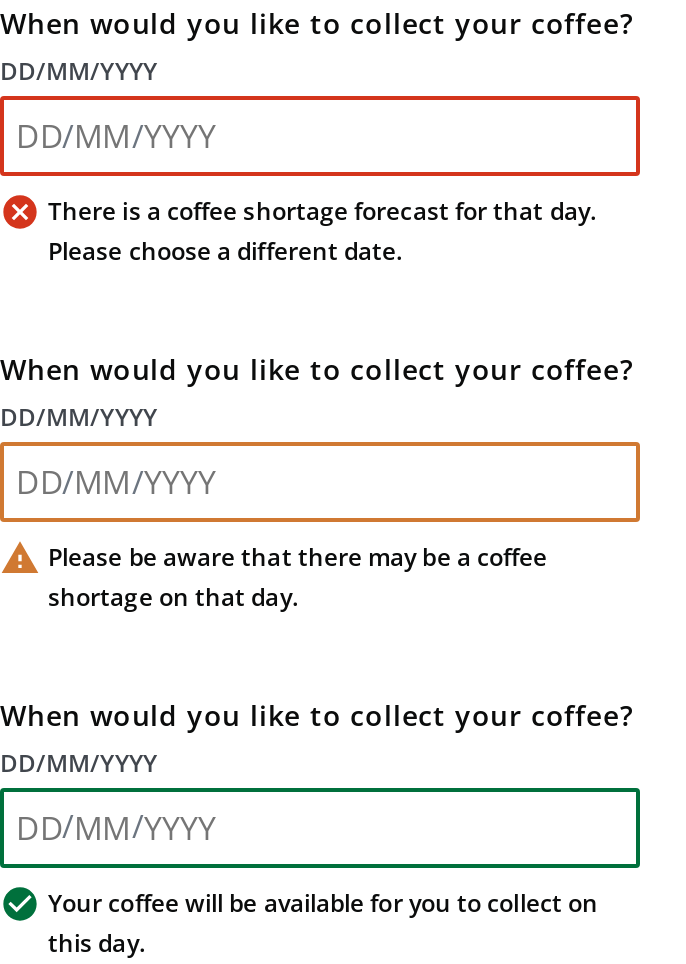 When would you like to collect your coffee?
DD/MM/YYYY
DD/MM/YYYY
There is a coffee shortage forecast for that day.
Please choose a different date.
When would you like to collect your coffee?
DD/MM/YYYY
DD/MM/YYYY
Please be aware that there may be a coffee
shortage on that day.
When would you like to collect your coffee?
DD/MM/YYYY
DD/MM/YYYY
Your coffee will be available for you to collect on
this day.